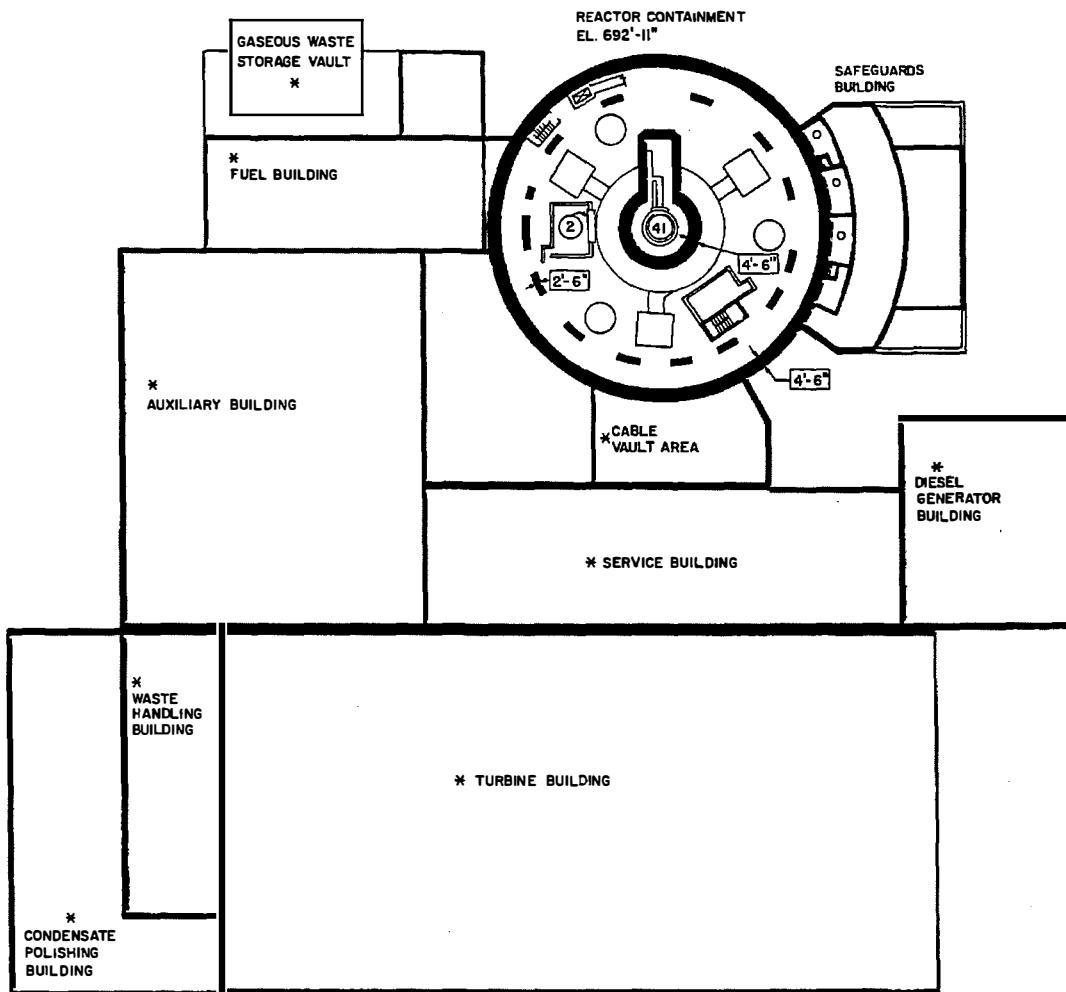 REACTOR CONTAINMENT
EL. 692'-11"
GASEOUS WASTE
STORAGE VAULT
*
SAFEGUARDS
BUILDING
*
FUEL BUILDING
2
41
4'-6"
2'-6"
4'-6"
*
AUXILIARY BUILDING
*CABLE
VAULT AREA
*
DIESEL
GENERATOR
BUILDING
* SERVICE BUILDING
*
WASTE
HANDLING
BUILDING
* TURBINE BUILDING
*
CONDENSATE
POLISHING
BUILDING